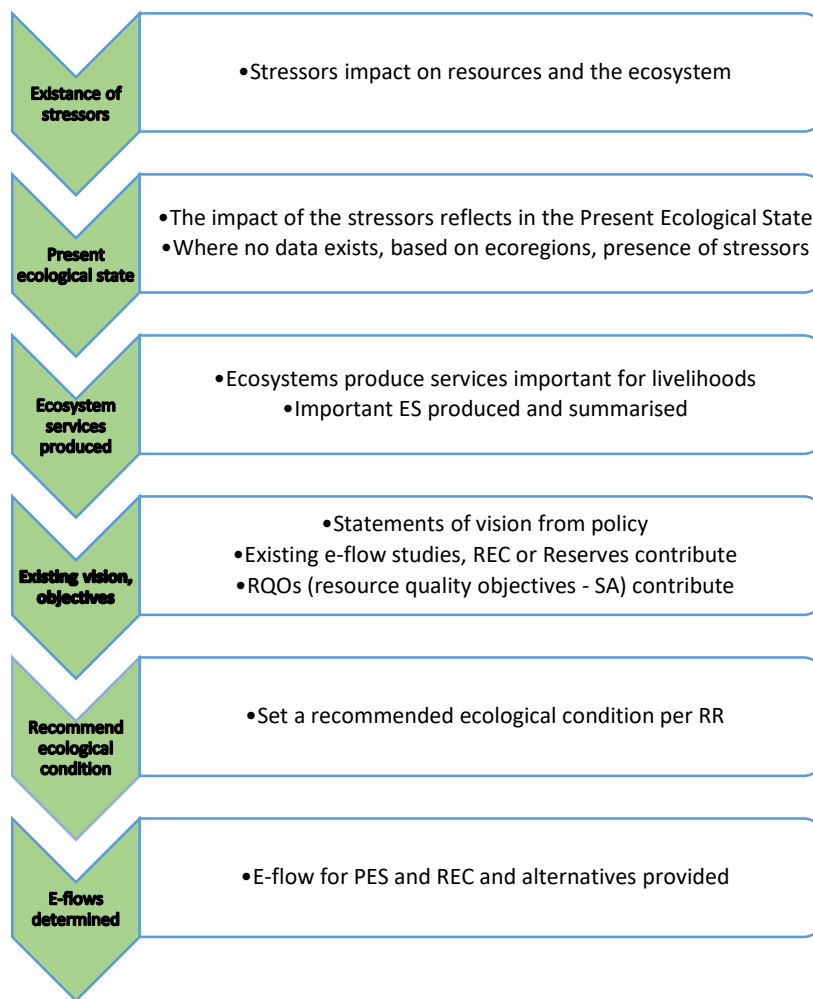 Existance of
stressors
•Stressors impact on resources and the ecosystem
Present
ecological state
•The impact of the stressors reflects in the Present Ecological State
•Where no data exists, based on ecoregions, presence of stressors
Ecosystem
services
produced
•Ecosystems produce services important for livelihoods
•Important ES produced and summarised
Existing vision,
objectives
•Statements of vision from policy
•Existing e-flow studies, REC or Reserves contribute
•RQOs (resource quality objectives - SA) contribute
Recommend
ecological
condition
•Set a recommended ecological condition per RR
E-flows
determined
•E-flow for PES and REC and alternatives provided